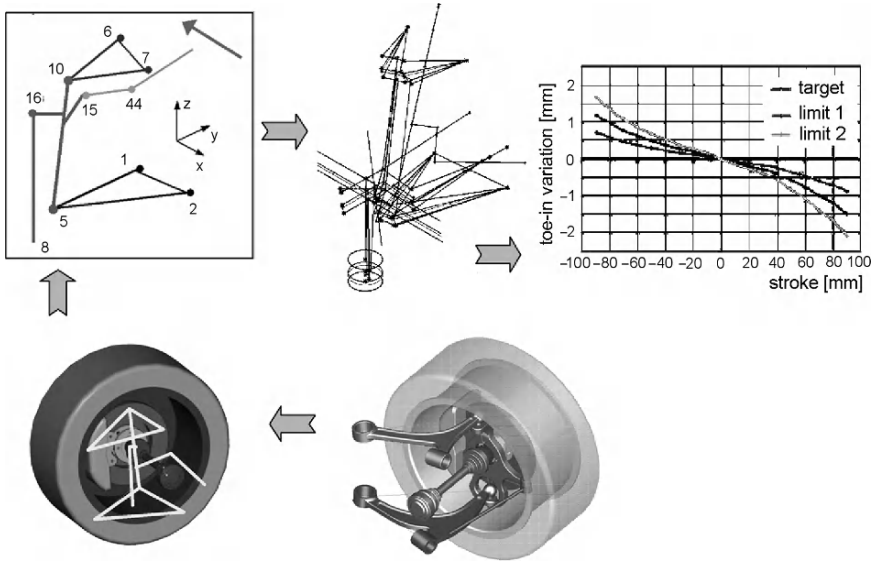 6
10
7
16
15
44
z
y
x
1
5
2
8
toe-in variation [mm]
2
1
0
−1
−2
target
limit 1
limit 2
−100 −80 −60 −40 −20 0 20 40 60 80 100
stroke [mm]